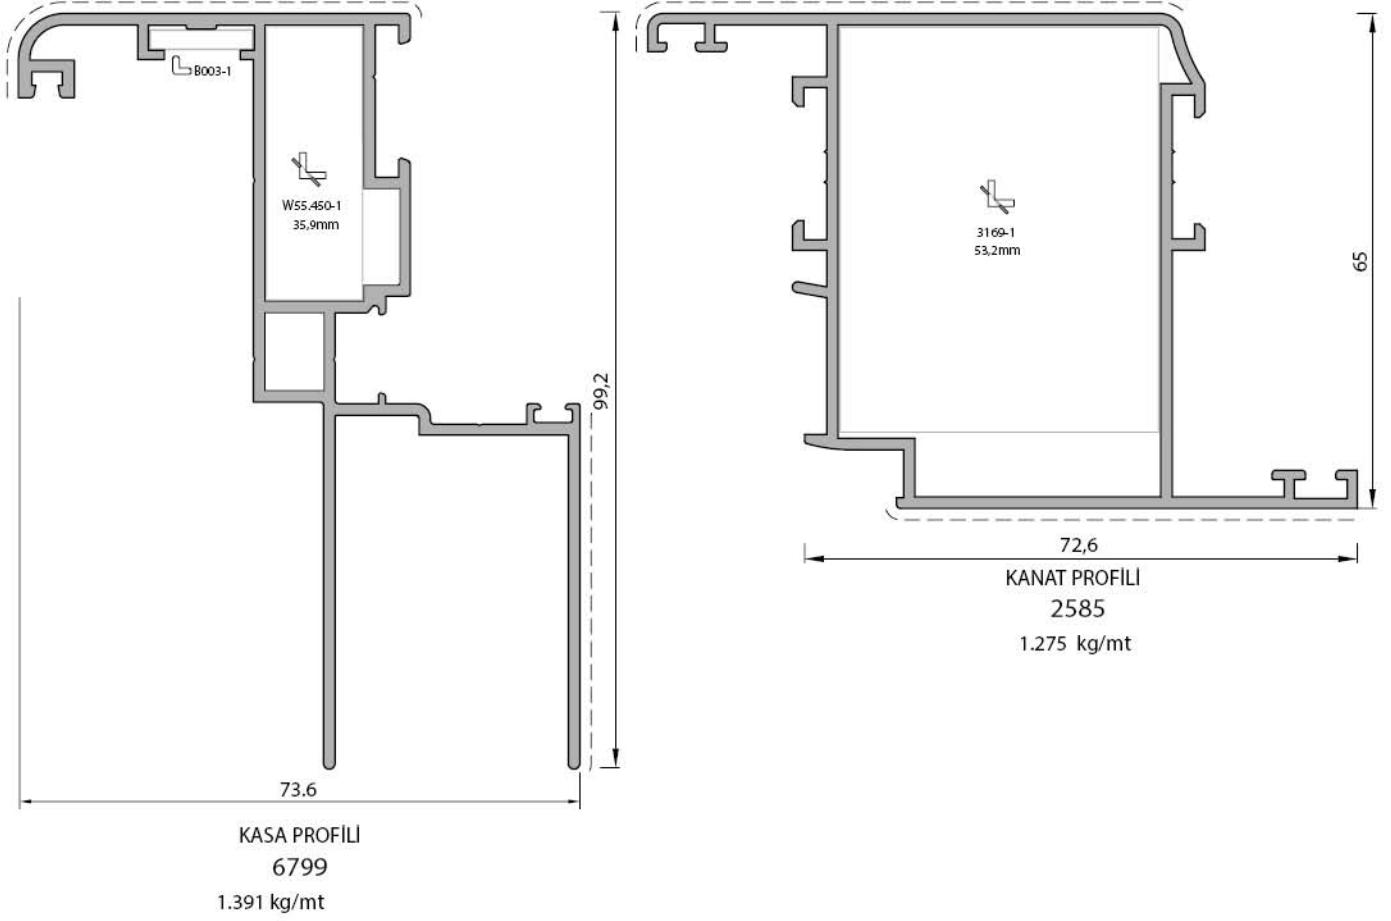 B003-1
W55.450-1
35,9mm
99,2
73.6
KASA PROFİLİ
6799
1.391 kg/mt
3169-1
53,2mm
65
72,6
KANAT PROFİLİ
2585
1.275 kg/mt